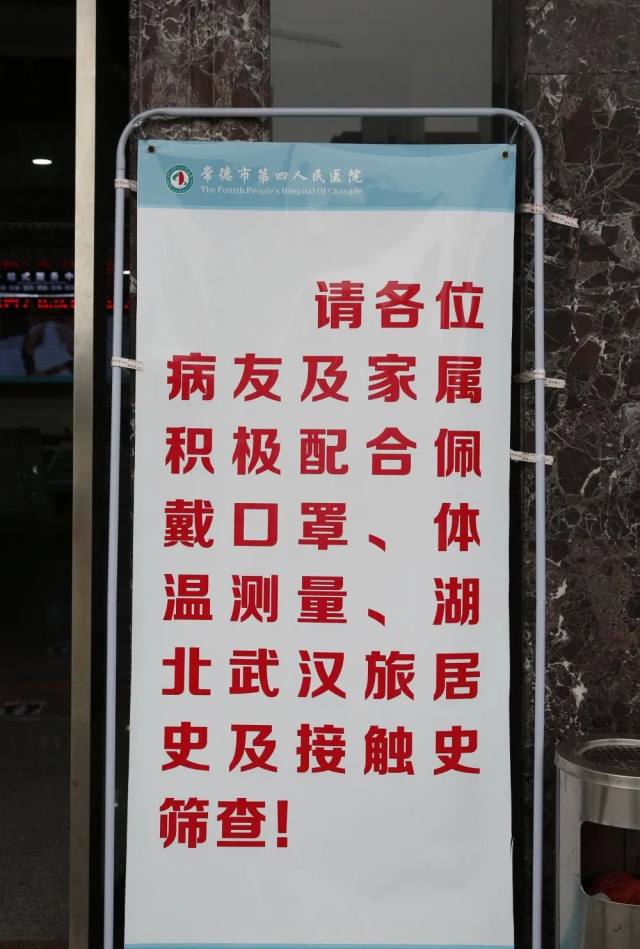 常德市第四人民医院
The Fourth People's Hospital Of Changde
请各位
病友及家属
积极配合佩
戴口罩、体
温测量、湖
北武汉旅居
史及接触史
筛查！